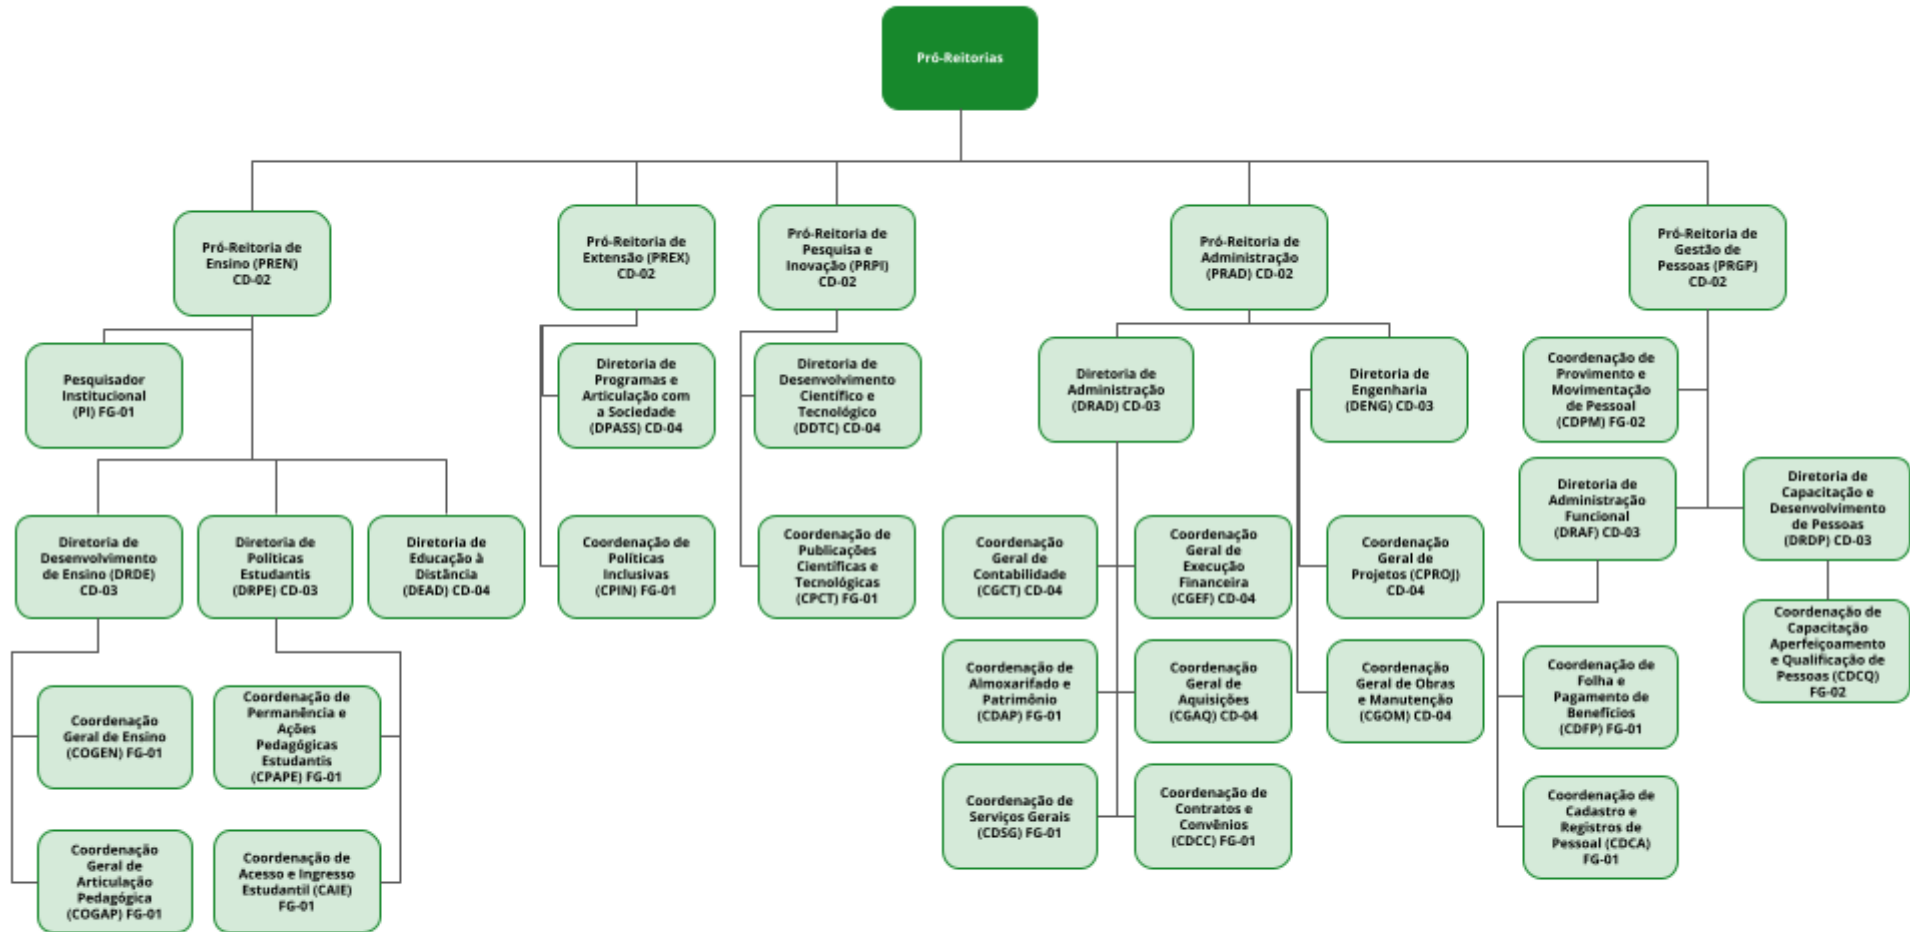 Pró-Reitorias
Pró-Reitoria de
Ensino (PREN)
CD-02
Pró-Reitoria de
Extensão (PREX)
CD-02
Pró-Reitoria de
Pesquisa e
Inovação (PRPI)
CD-02
Pró-Reitoria de
Administração
(PRAD) CD-02
Pró-Reitoria de
Gestão de
Pessoas (PRGP)
CD-02
Pesquisador
Institucional
(PI) FG-01
Diretoria de
Programas e
Articulação com
a Sociedade
(DPASS) CD-04
Diretoria de
Desenvolvimento
Científico e
Tecnológico
(DDTC) CD-04
Diretoria de
Administração
(DRAD) CD-03
Diretoria de
Engenharia
(DENG) CD-03
Coordenação de
Provimento e
Movimentação
de Pessoal
(CDPM) FG-02
Diretoria de
Administração
Funcional
(DRAF) CD-03
Diretoria de
Capacitação e
Desenvolvimento
de Pessoas
(DRDP) CD-03
Diretoria de
Desenvolvimento
de Ensino (DRDE)
CD-03
Diretoria de
Políticas
Estudantis
(DRPE) CD-03
Diretoria de
Educação à
Distância
(DEAD) CD-04
Coordenação de
Políticas
Inclusivas
(CPIN) FG-01
Coordenação de
Publicações
Científicas e
Tecnológicas
(CPCT) FG-01
Coordenação
Geral de
Contabilidade
(CGCT) CD-04
Coordenação
Geral de
Execução
Financeira
(CGEF) CD-04
Coordenação
Geral de
Projetos (CPROJ)
CD-04
Coordenação de
Capacitação
Aperfeiçoamento
e Qualificação de
Pessoas (CDCQ)
FG-02
Coordenação de
Almoxarifado e
Patrimônio
(CDAP) FG-01
Coordenação
Geral de
Aquisições
(CGAQ) CD-04
Coordenação
Geral de Obras
e Manutenção
(CGOM) CD-04
Coordenação de
Folha e
Pagamento de
Benefícios
(CDFP) FG-01
Coordenação
Geral de Ensino
(COGEN) FG-01
Coordenação de
Permanência e
Ações
Pedagógicas
Estudantis
(CPAPE) FG-01
Coordenação de
Serviços Gerais
(CDSG) FG-01
Coordenação de
Contratos e
Convênios
(CDCC) FG-01
Coordenação de
Cadastro e
Registros de
Pessoal (CDCA)
FG-01
Coordenação
Geral de
Articulação
Pedagógica
(COGAP) FG-01
Coordenação de
Acesso e Ingresso
Estudantil (CAIE)
FG-01